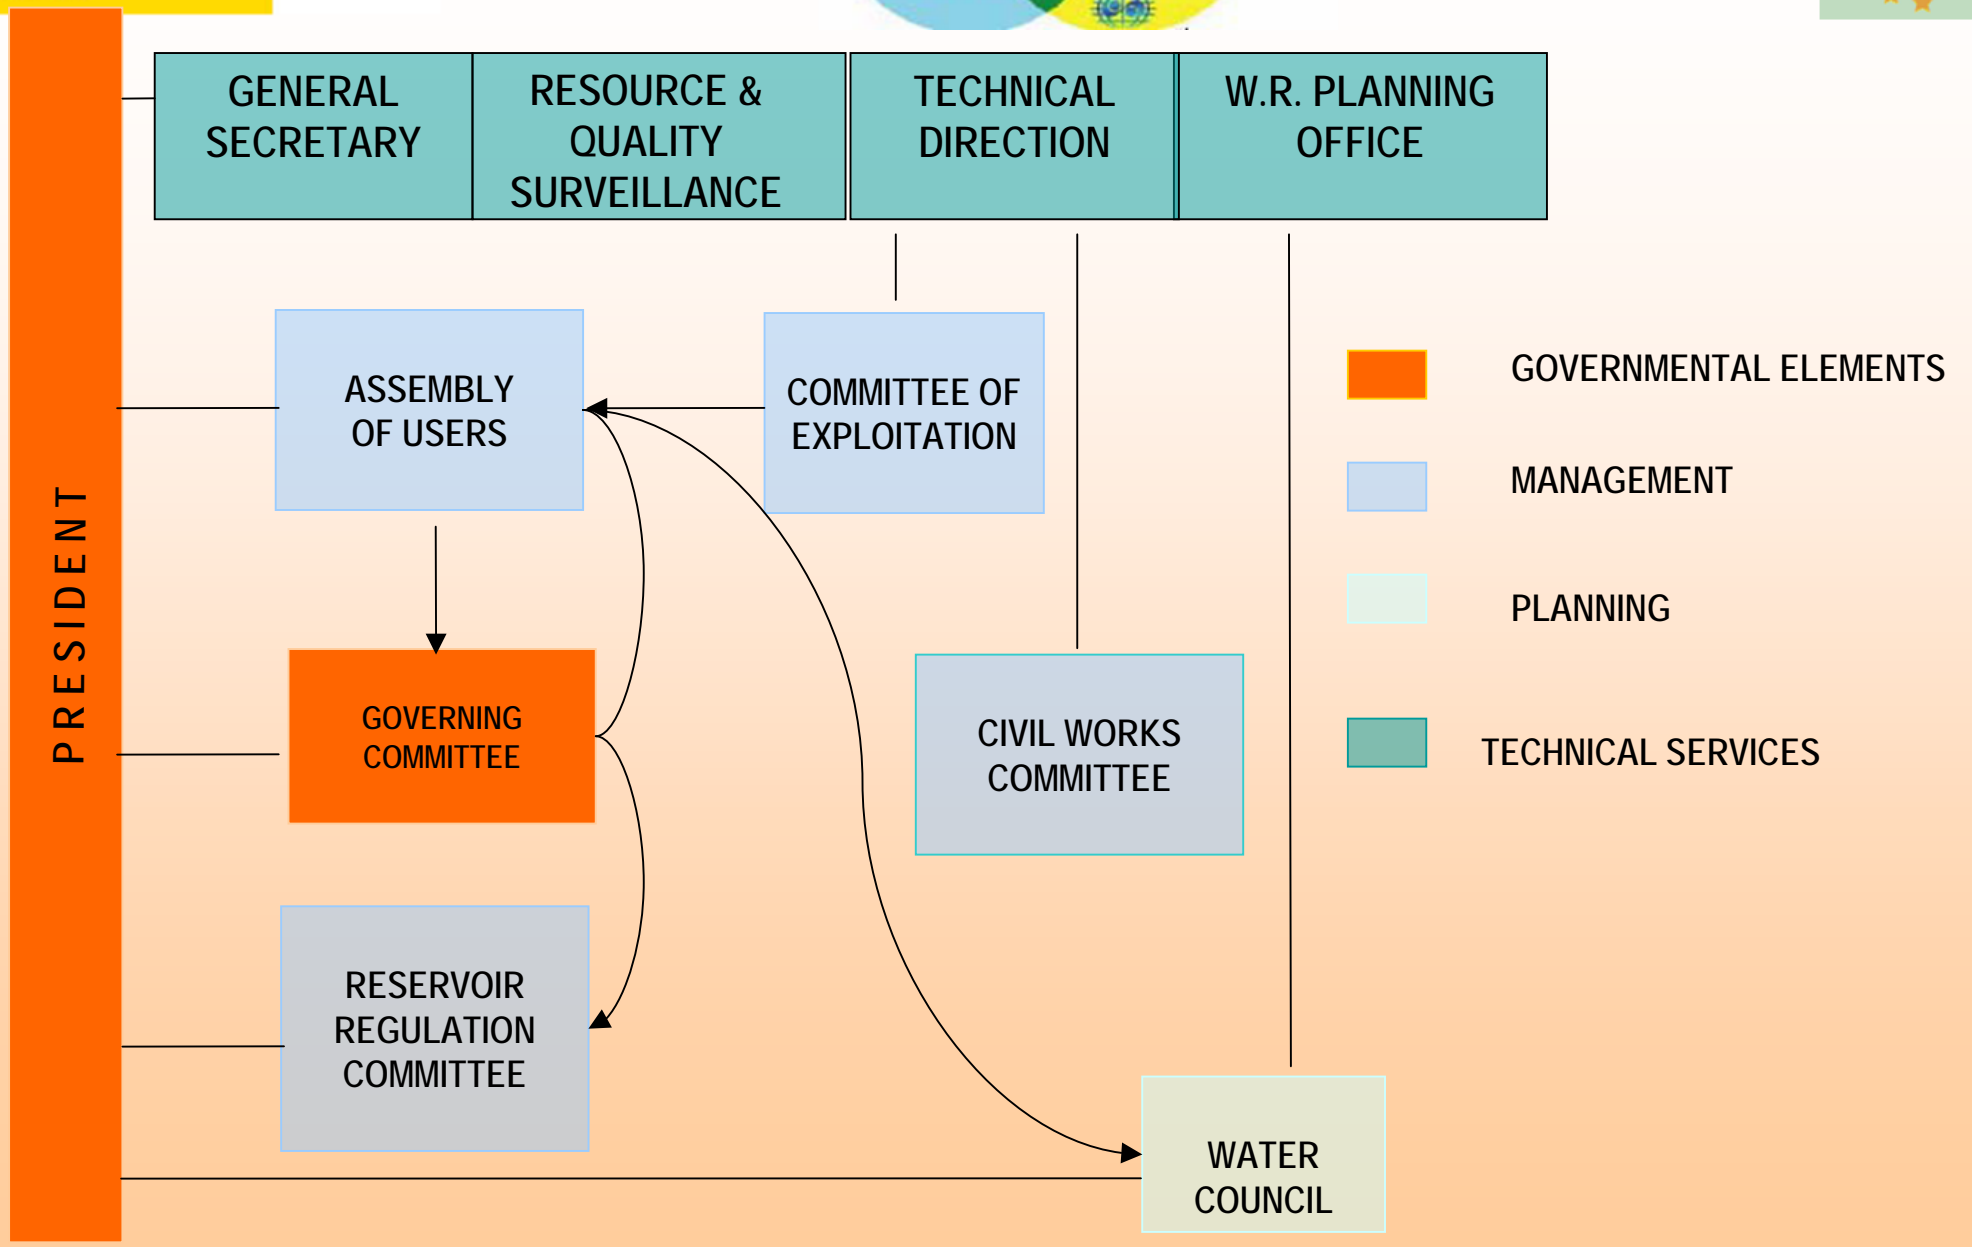 PRESIDENT
GENERAL
SECRETARY
RESOURCE &
QUALITY
SURVEILLANCE
TECHNICAL
DIRECTION
W.R. PLANNING
OFFICE
ASSEMBLY
OF USERS
COMMITTEE OF
EXPLOITATION
GOVERNING
COMMITTEE
CIVIL WORKS
COMMITTEE
RESERVOIR
REGULATION
COMMITTEE
WATER
COUNCIL
GOVERNMENTAL ELEMENTS
MANAGEMENT
PLANNING
TECHNICAL SERVICES